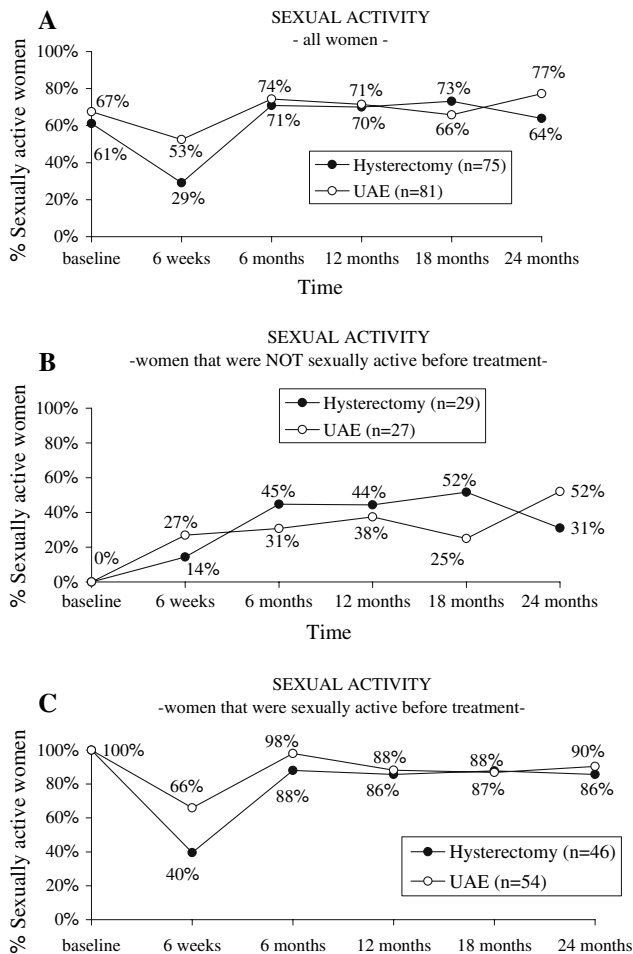 A
SEXUAL ACTIVITY
- all women -
% Sexually active women
100%
80%
60%
40%
20%
0%
67%
61%
53%
29%
74%
71%
71%
70%
73%
66%
77%
64%
Hysterectomy (n=75)
UAE (n=81)
baseline 6 weeks 6 months 12 months 18 months 24 months
Time
B
SEXUAL ACTIVITY
-women that were NOT sexually active before treatment-
% Sexually active women
100%
80%
60%
40%
20%
0%
Hysterectomy (n=29)
UAE (n=27)
0%
27%
14%
45%
31%
44%
38%
52%
25%
52%
31%
baseline 6 weeks 6 months 12 months 18 months 24 months
Time
C
SEXUAL ACTIVITY
-women that were sexually active before treatment-
% Sexually active women
100%
80%
60%
40%
20%
0%
100%
66%
40%
98%
88%
88%
86%
88%
87%
90%
86%
Hysterectomy (n=46)
UAE (n=54)
baseline 6 weeks 6 months 12 months 18 months 24 months